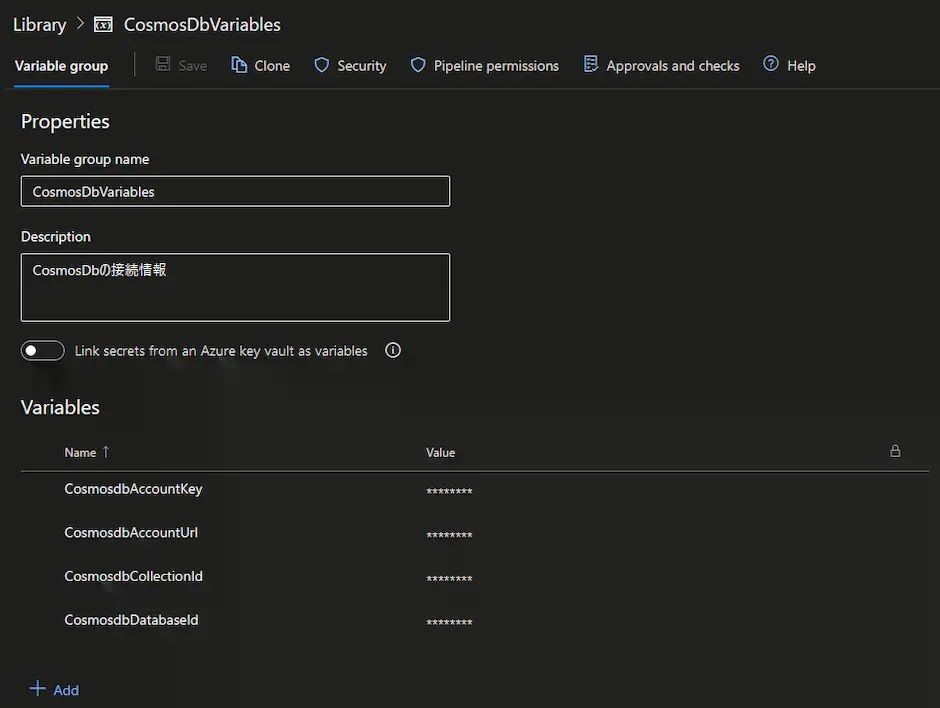 Library > CosmosDbVariables
Variable group Save Clone Security Pipeline permissions Approvals and checks Help
Properties
Variable group name
CosmosDbVariables
Description
CosmosDbの接続情報
Link secrets from an Azure key vault as variables
Variables
Name ↑ Value
CosmosdbAccountKey ********
CosmosdbAccountUrl ********
CosmosdbCollectionId ********
CosmosdbDatabaseId ********
+ Add